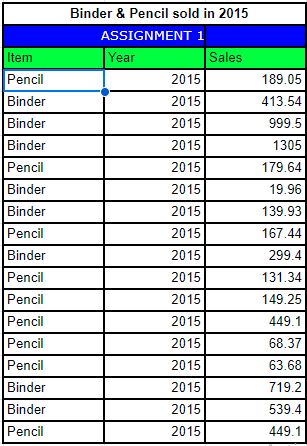 Binder & Pencil sold in 2015
ASSIGNMENT 1
Item Year Sales
Pencil 2015 189.05
Binder 2015 413.54
Binder 2015 999.5
Binder 2015 1305
Pencil 2015 179.64
Binder 2015 19.96
Binder 2015 139.93
Pencil 2015 167.44
Binder 2015 299.4
Pencil 2015 131.34
Pencil 2015 149.25
Pencil 2015 449.1
Pencil 2015 68.37
Pencil 2015 63.68
Binder 2015 719.2
Binder 2015 539.4
Pencil 2015 449.1